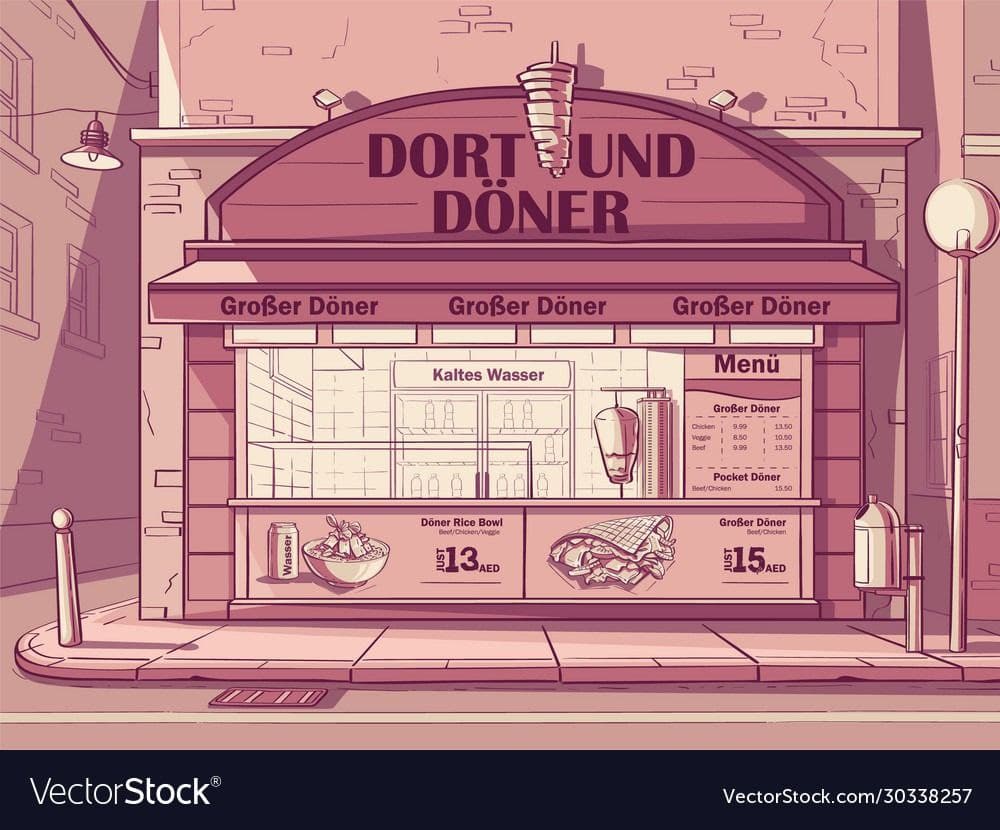 DORT UND
DÖNER
Großer Döner Großer Döner Großer Döner
Kaltes Wasser
Menü
Großer Döner
Chicken 9.99 13.50
Veggie 8.50 10.50
Beef 9.99 13.50
Pocket Döner
Beef/Chicken 15.50
Wasser
Döner Rice Bowl
Beef/Chicken/Veggie
JUST 13 AED
Großer Döner
Beef/Chicken
JUST 15 AED
VectorStock®
VectorStock.com/30338257